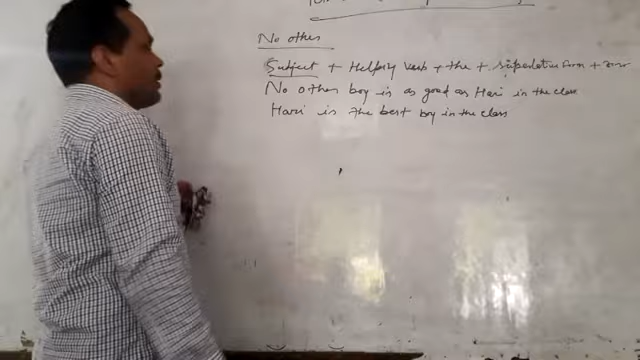 No other
Subject + Helping Verb + the + superlative form +
No other boy is as good as Hari in the class
Hari is the best boy in the class